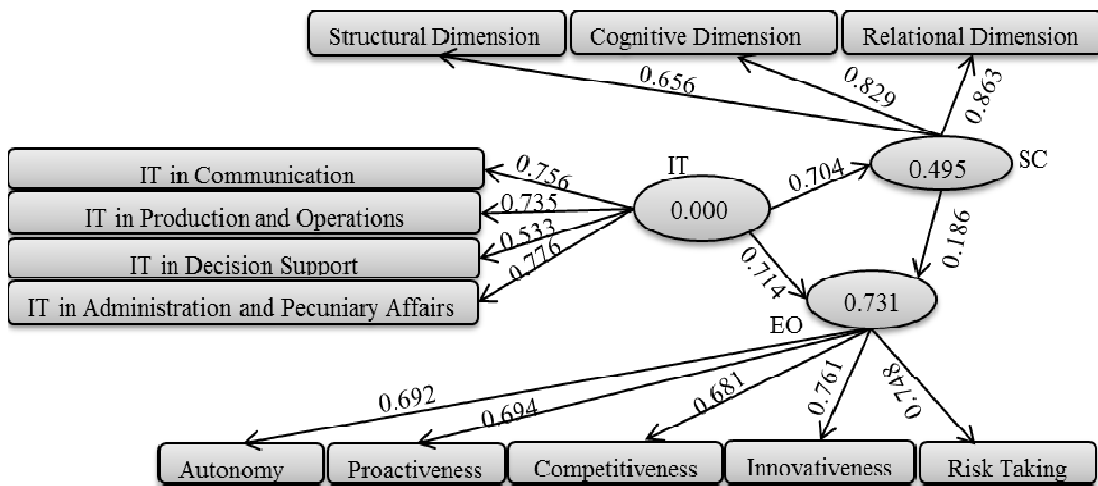 Structural Dimension
Cognitive Dimension
Relational Dimension
0.656
0.829
0.863
IT in Communication
IT in Production and Operations
IT in Decision Support
IT in Administration and Pecuniary Affairs
0.756
0.735
0.533
0.776
IT
0.000
0.704
0.495
SC
0.714
0.186
0.731
EO
0.692
0.694
0.681
0.761
0.748
Autonomy
Proactiveness
Competitiveness
Innovativeness
Risk Taking